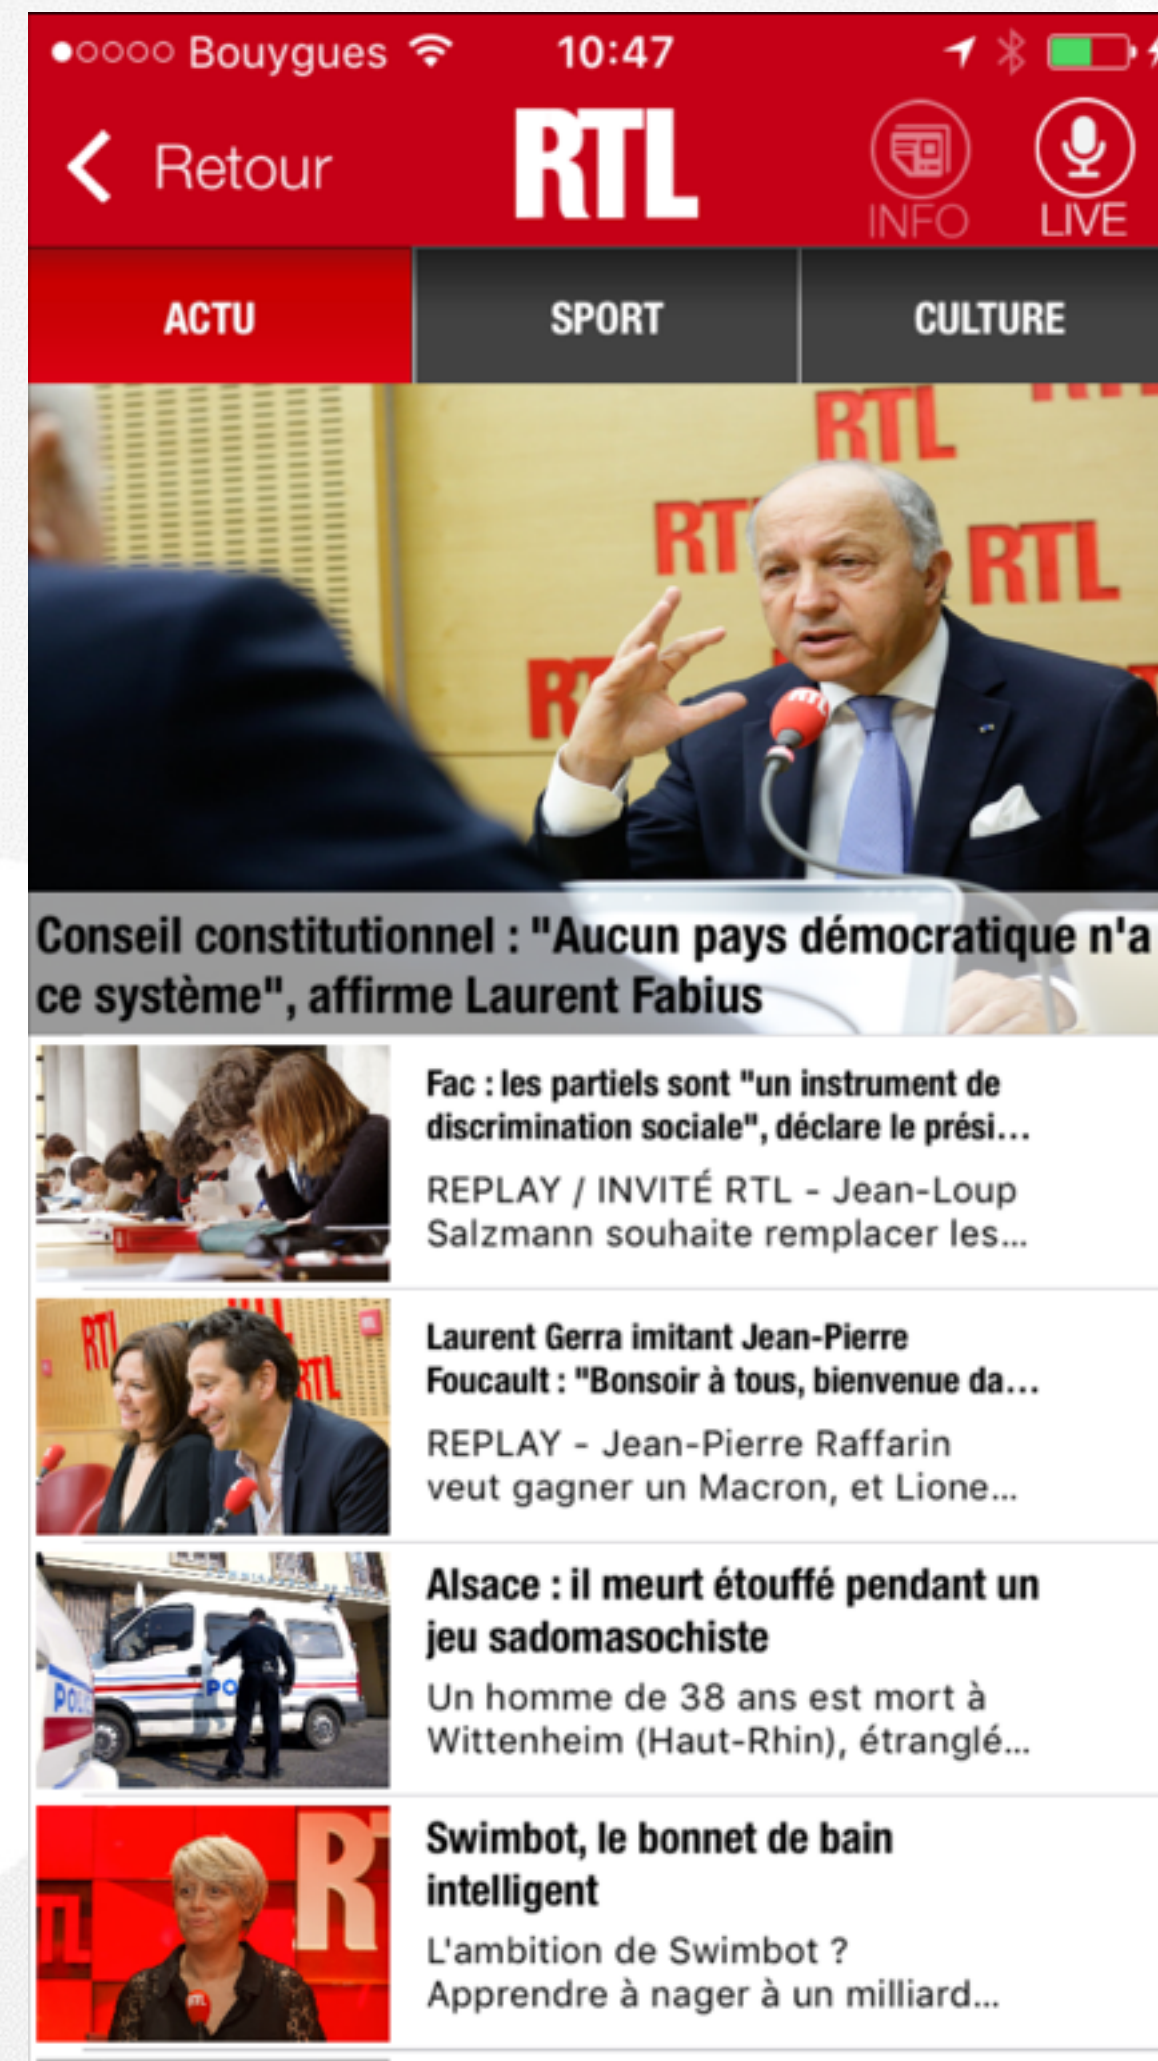 Bouygues 10:47
Retour RTL INFO LIVE
ACTU SPORT CULTURE
RTL
RTL
RTL
RTL
Conseil constitutionnel : "Aucun pays démocratique n'a
ce système", affirme Laurent Fabius
Fac : les partiels sont "un instrument de
discrimination sociale", déclare le prési...
REPLAY / INVITÉ RTL - Jean-Loup
Salzmann souhaite remplacer les...
RTL
RTL
Laurent Gerra imitant Jean-Pierre
Foucault : "Bonsoir à tous, bienvenue da...
REPLAY - Jean-Pierre Raffarin
veut gagner un Macron, et Lione...
Alsace : il meurt étouffé pendant un
jeu sadomasochiste
Un homme de 38 ans est mort à
Wittenheim (Haut-Rhin), étranglé...
Swimbot, le bonnet de bain
intelligent
L'ambition de Swimbot ?
Apprendre à nager à un milliard...